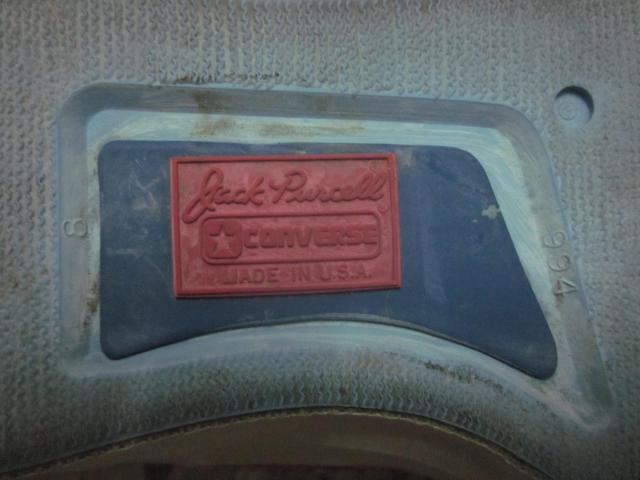 Jack Purcell
CONVERSE
MADE IN U.S.A.
8
994